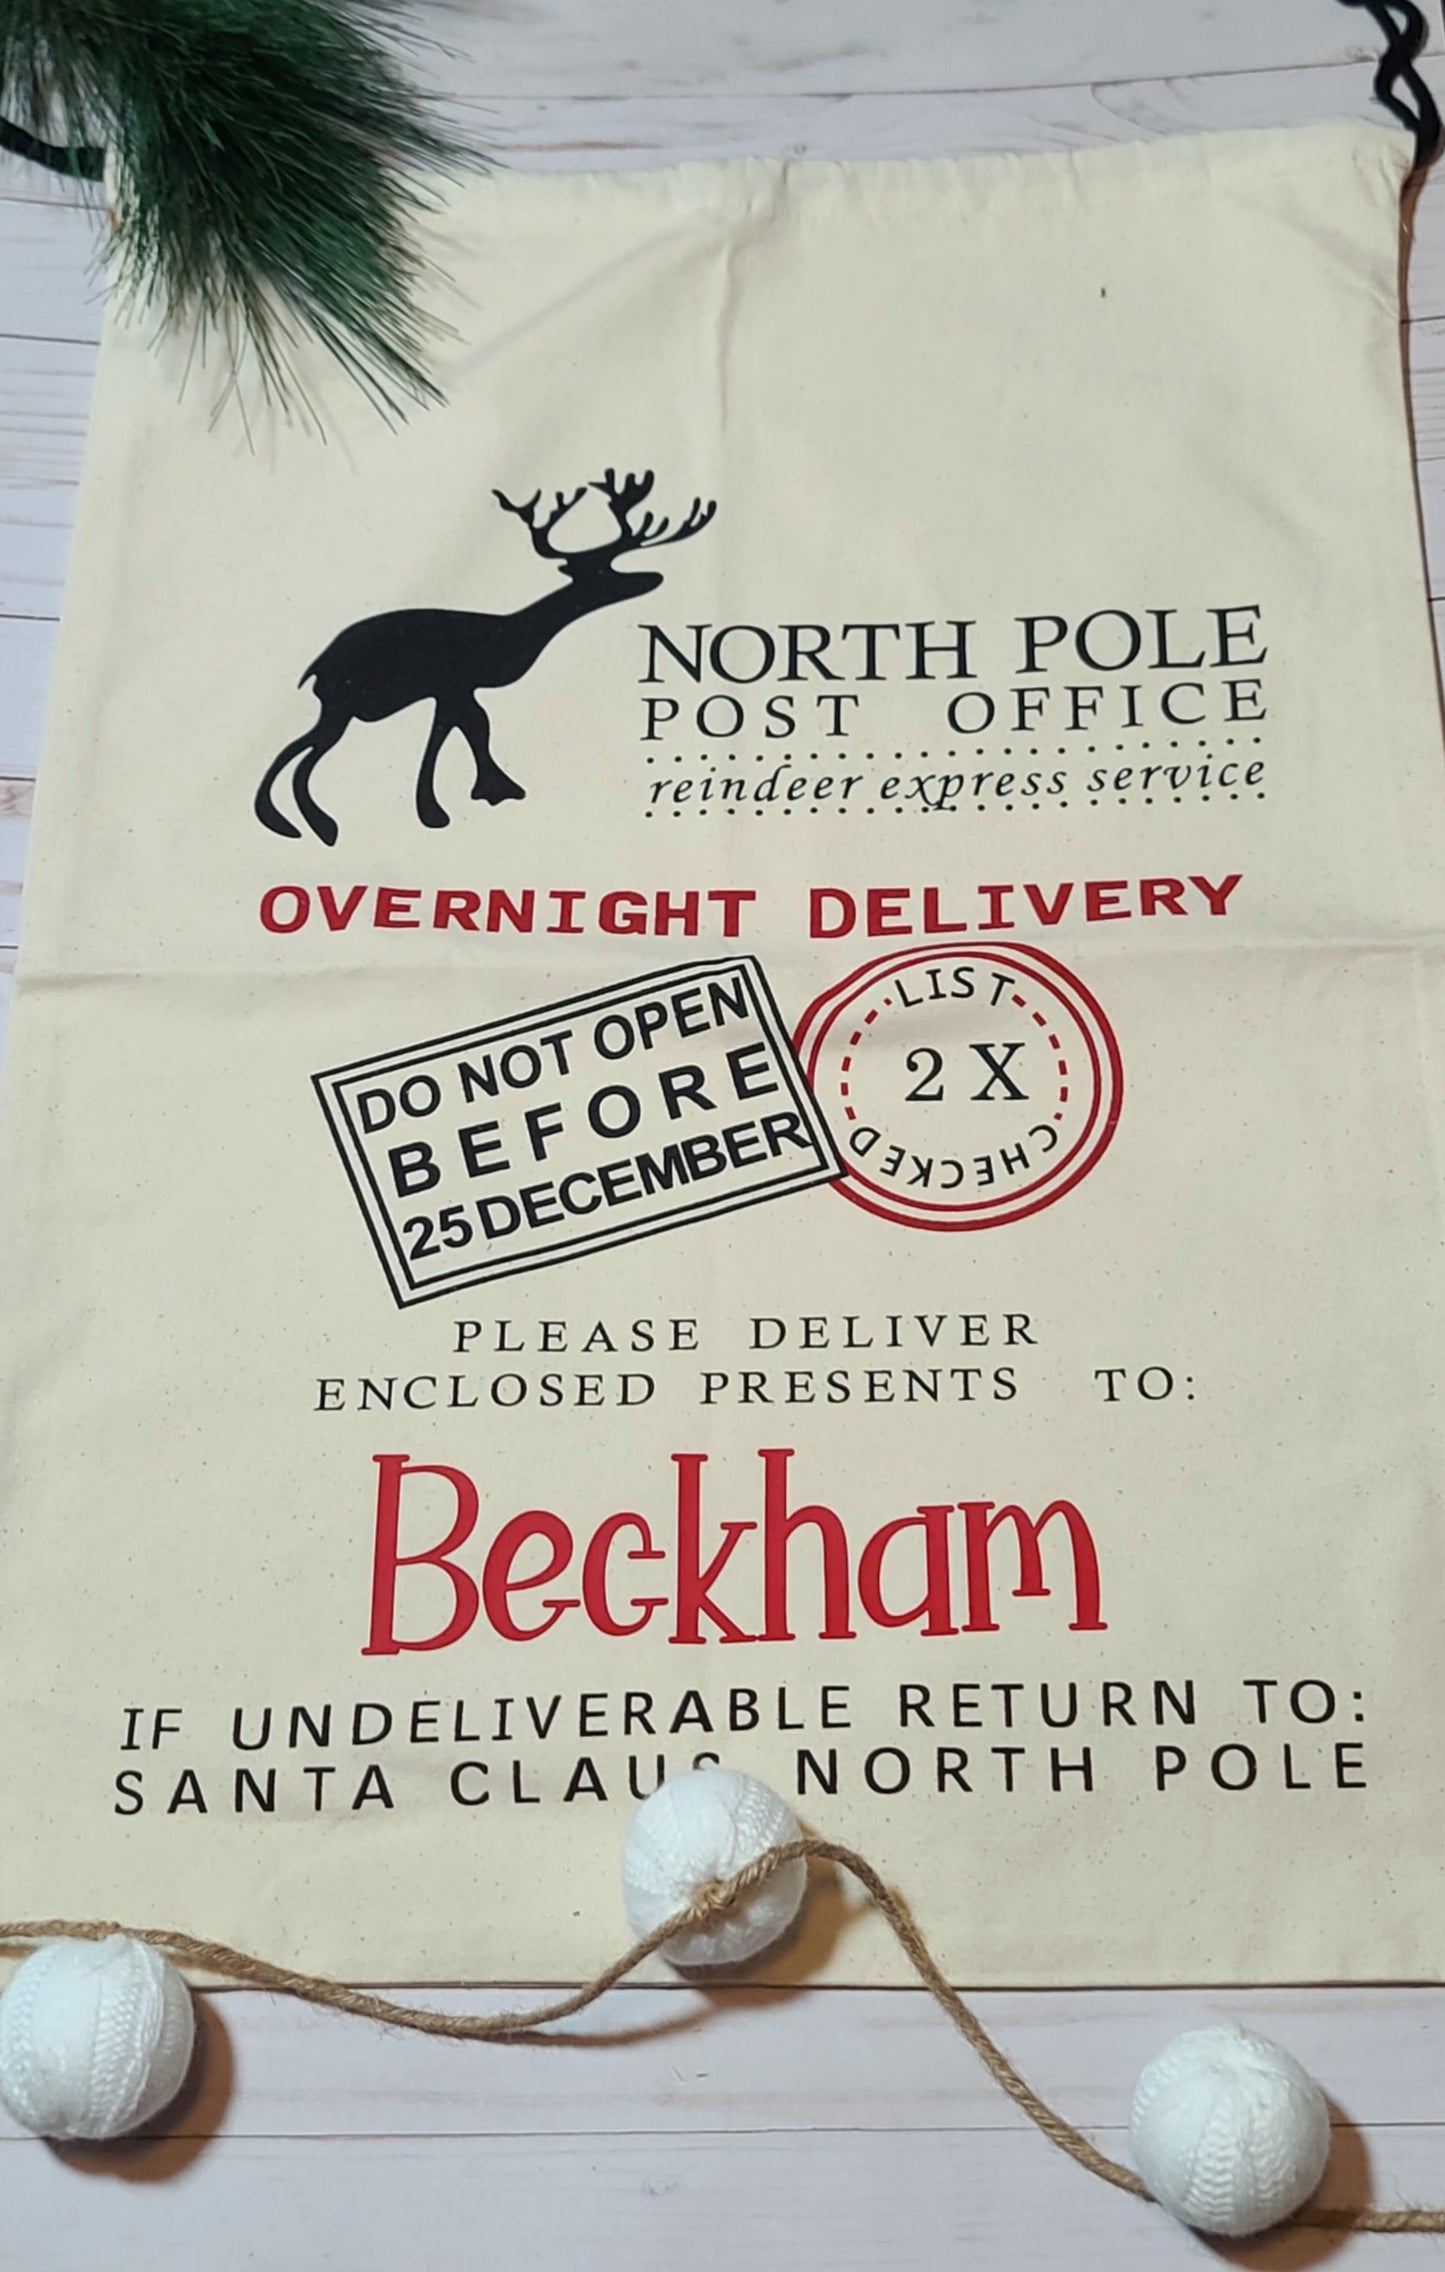 NORTH POLE
POST OFFICE
reindeer express service
OVERNIGHT DELIVERY
DO NOT OPEN
BEFORE
25 DECEMBER
LIST
2 X
CHECKED
PLEASE DELIVER
ENCLOSED PRESENTS TO:
Beckham
IF UNDELIVERABLE RETURN TO:
SANTA CLAUS NORTH POLE